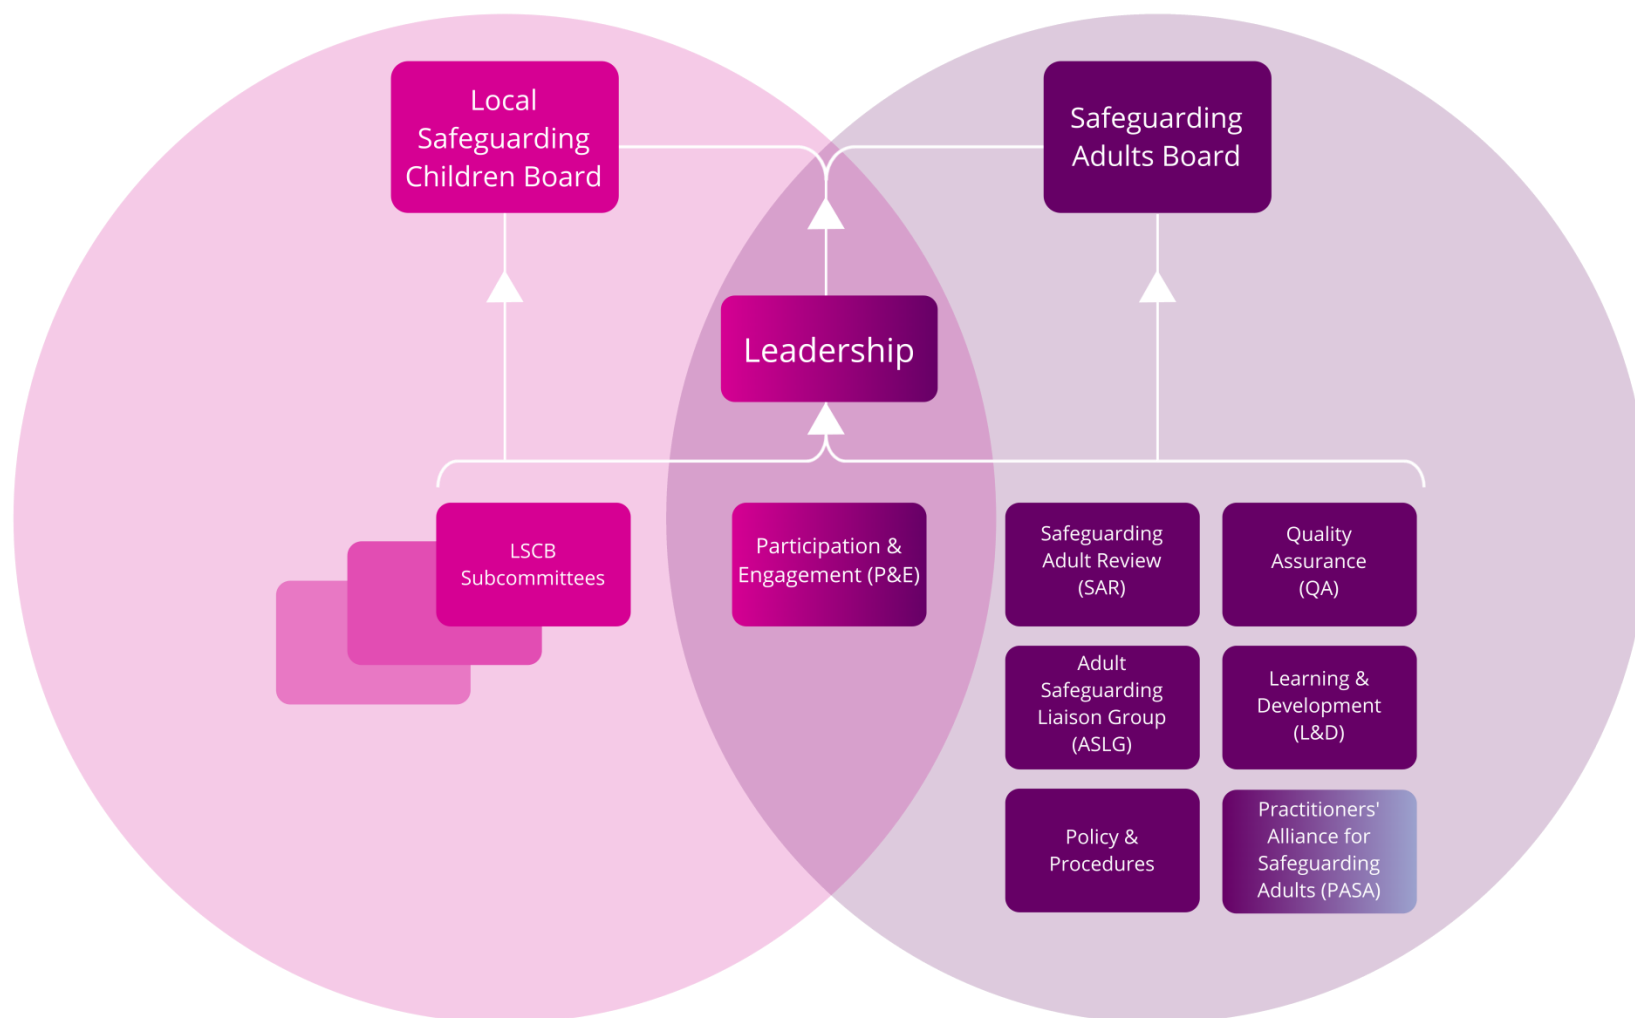 Local
Safeguarding
Children Board
Safeguarding
Adults Board
Leadership
LSCB
Subcommittees
Participation &
Engagement (P&E)
Safeguarding
Adult Review
(SAR)
Quality
Assurance
(QA)
Adult
Safeguarding
Liaison Group
(ASLG)
Learning &
Development
(L&D)
Policy &
Procedures
Practitioners'
Alliance for
Safeguarding
Adults (PASA)